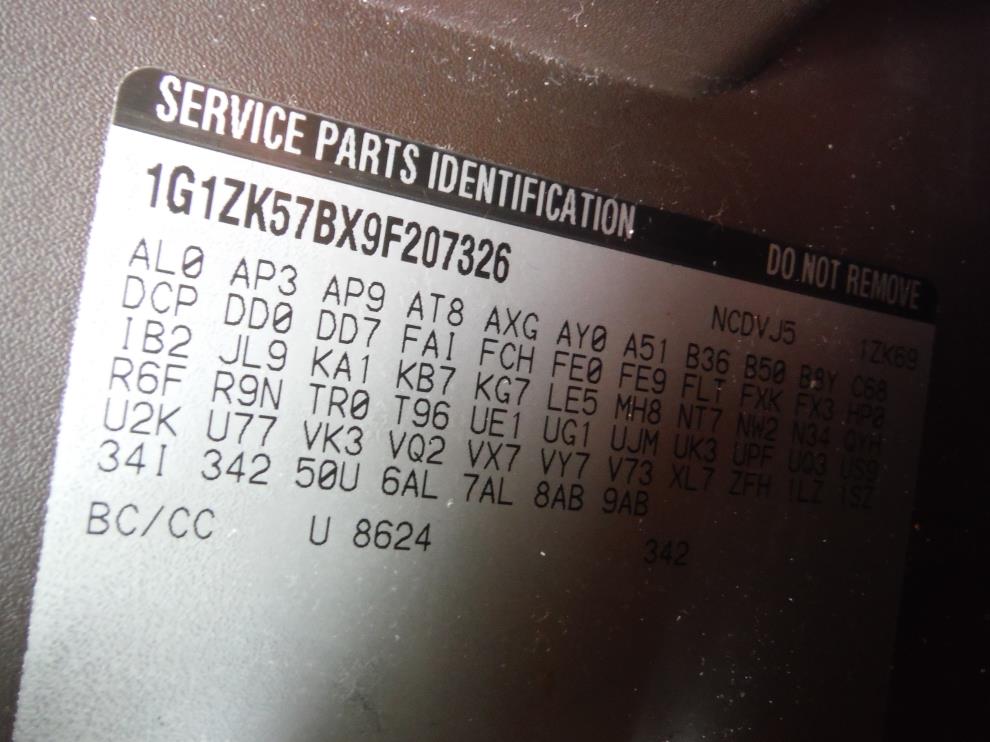 SERVICE PARTS IDENTIFICATION DO NOT REMOVE
1G1ZK57BX9F207326 NCDVJ5 1ZK69
AL0 AP3 AP9 AT8 AXG AY0 A51 B36 B50 B9Y C68
DCP DD0 DD7 FAI FCH FE0 FE9 FLT FXK FX3 HP0
IB2 JL9 KA1 KB7 KG7 LE5 MH8 NT7 NW2 N34 QYH
R6F R9N TR0 T96 UE1 UG1 UJM UK3 UPF UQ3 US9
U2K U77 VK3 VQ2 VX7 VY7 V73 XL7 ZFH 1LZ 1SZ
34I 342 50U 6AL 7AL 8AB 9AB
BC/CC U 8624 342